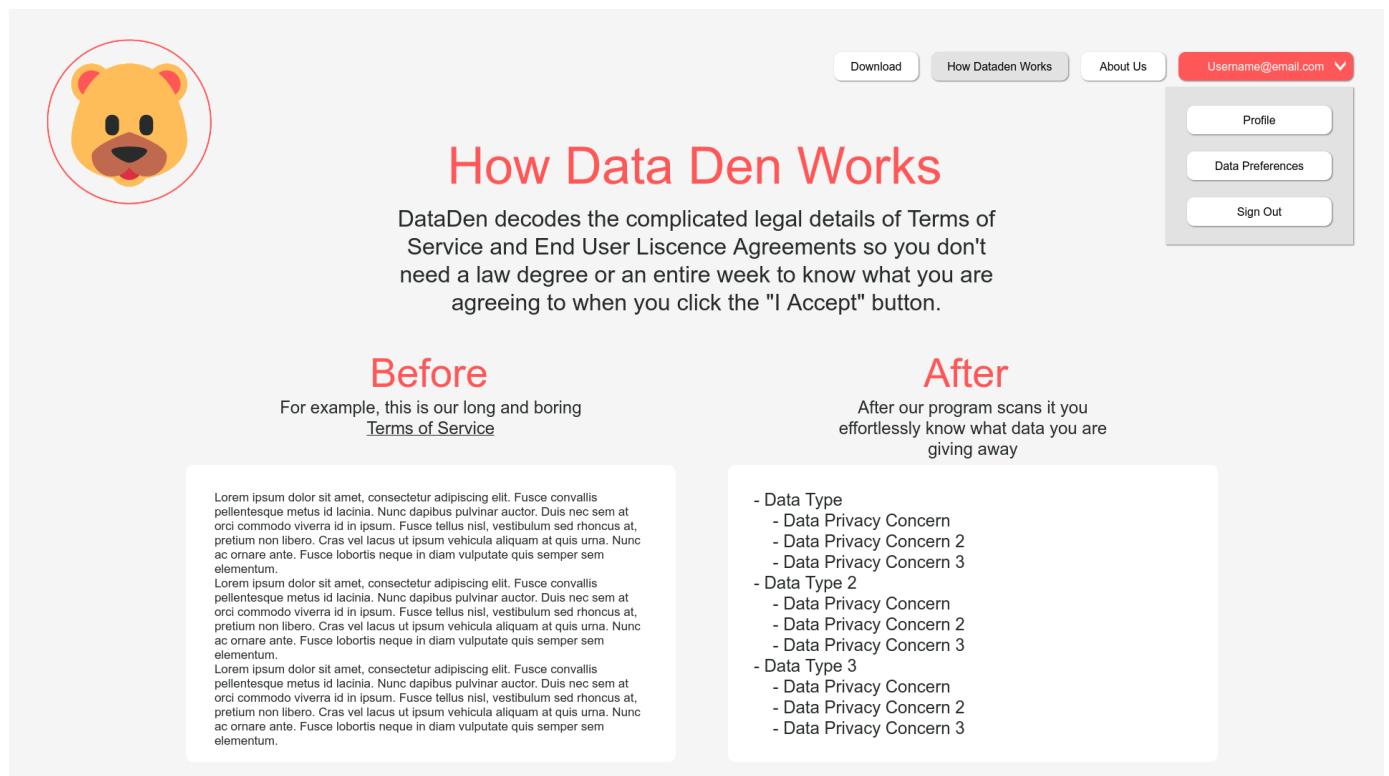 Download
How Dataden Works
About Us
Username@email.com
Profile
Data Preferences
Sign Out
How Data Den Works
DataDen decodes the complicated legal details of Terms of
Service and End User Liscence Agreements so you don't
need a law degree or an entire week to know what you are
agreeing to when you click the "I Accept" button.
Before
For example, this is our long and boring
Terms of Service
Lorem ipsum dolor sit amet, consectetur adipiscing elit. Fusce convallis
pellentesque metus id lacinia. Nunc dapibus pulvinar auctor. Duis nec sem at
orci commodo viverra id in ipsum. Fusce tellus nisl, vestibulum sed rhoncus at,
pretium non libero. Cras vel lacus ut ipsum vehicula aliquam at quis urna. Nunc
ac ornare ante. Fusce lobortis neque in diam vulputate quis semper sem
elementum.
Lorem ipsum dolor sit amet, consectetur adipiscing elit. Fusce convallis
pellentesque metus id lacinia. Nunc dapibus pulvinar auctor. Duis nec sem at
orci commodo viverra id in ipsum. Fusce tellus nisl, vestibulum sed rhoncus at,
pretium non libero. Cras vel lacus ut ipsum vehicula aliquam at quis urna. Nunc
ac ornare ante. Fusce lobortis neque in diam vulputate quis semper sem
elementum.
Lorem ipsum dolor sit amet, consectetur adipiscing elit. Fusce convallis
pellentesque metus id lacinia. Nunc dapibus pulvinar auctor. Duis nec sem at
orci commodo viverra id in ipsum. Fusce tellus nisl, vestibulum sed rhoncus at,
pretium non libero. Cras vel lacus ut ipsum vehicula aliquam at quis urna. Nunc
ac ornare ante. Fusce lobortis neque in diam vulputate quis semper sem
elementum.
After
After our program scans it you
effortlessly know what data you are
giving away
- Data Type
- Data Privacy Concern
- Data Privacy Concern 2
- Data Privacy Concern 3
- Data Type 2
- Data Privacy Concern
- Data Privacy Concern 2
- Data Privacy Concern 3
- Data Type 3
- Data Privacy Concern
- Data Privacy Concern 2
- Data Privacy Concern 3